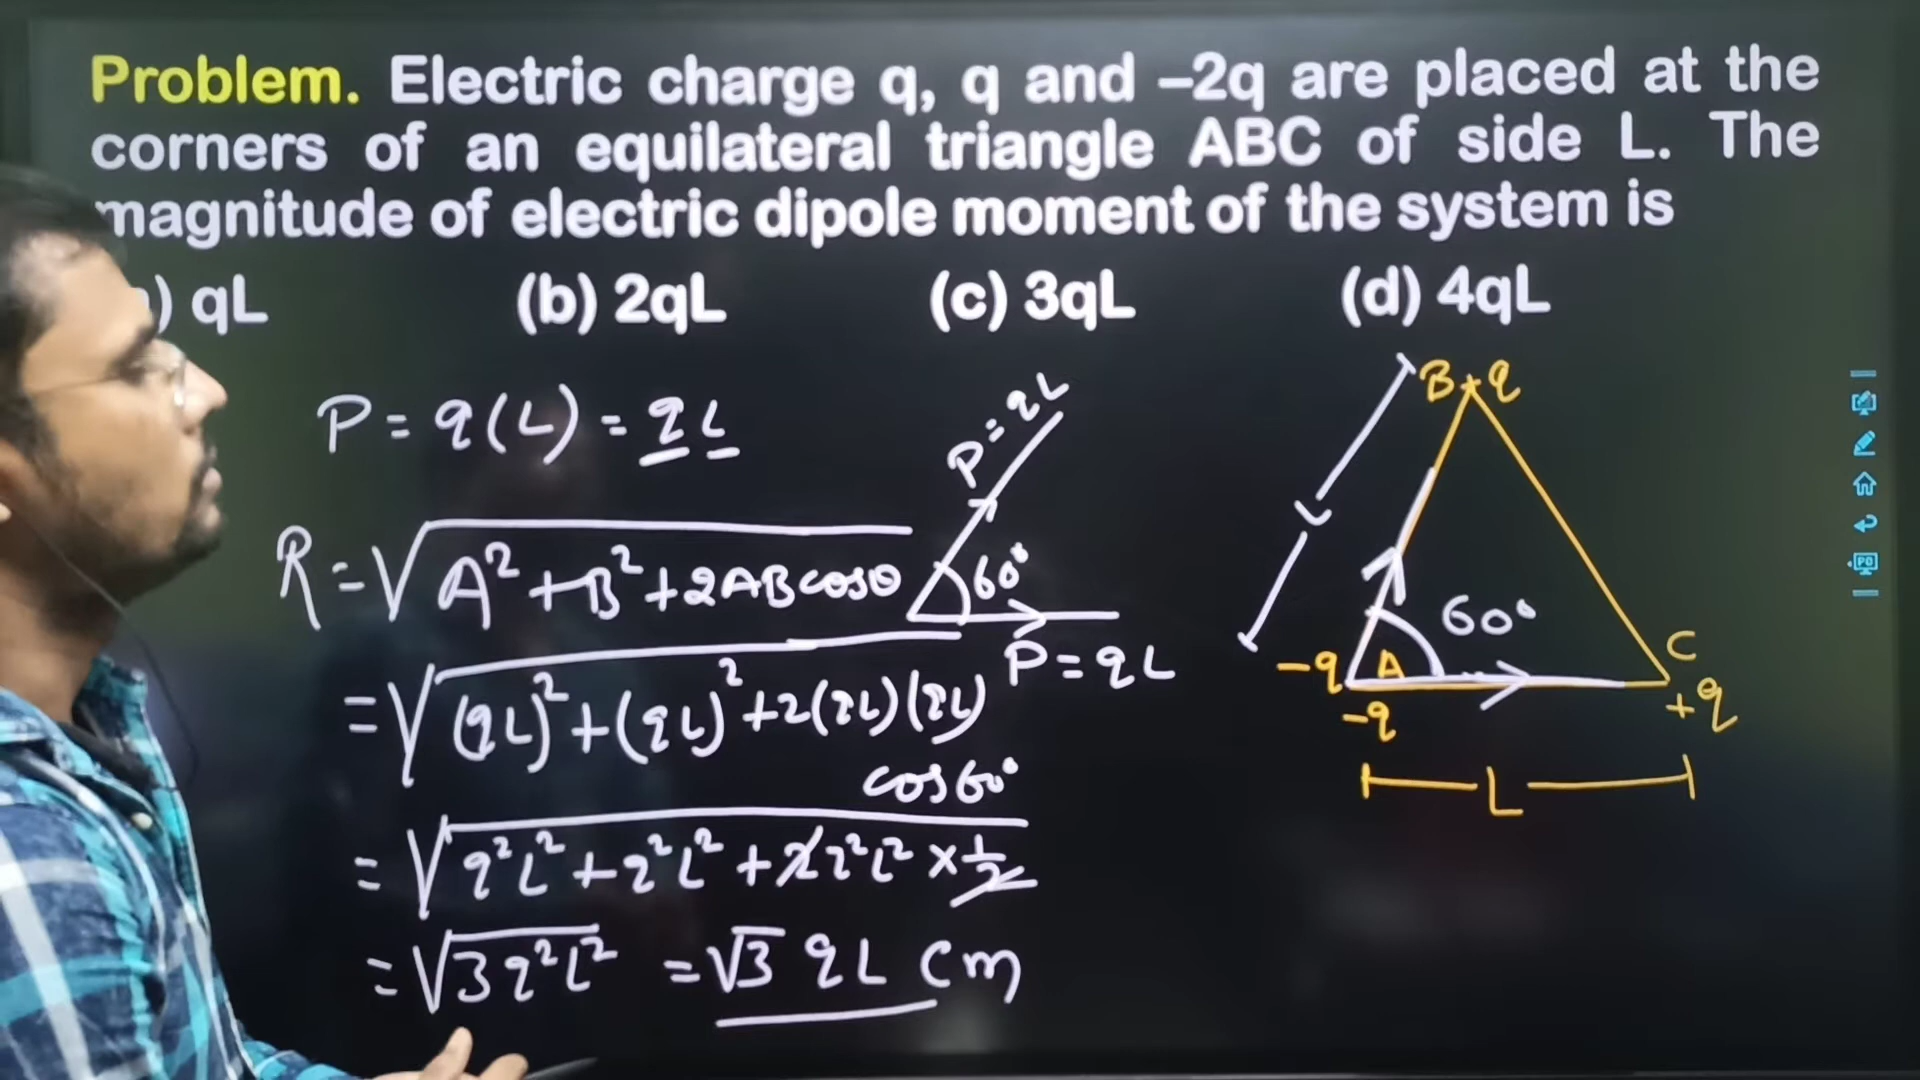 Problem. Electric charge q, q and –2q are placed at the
corners of an equilateral triangle ABC of side L. The
magnitude of electric dipole moment of the system is
) qL (b) 2qL (c) 3qL (d) 4qL
P = q(L) = qL
R = √A² + B² + 2ABcosθ
= √(qL)² + (qL)² + 2(qL)(qL)
cos60°
= √q²L² + q²L² + 2q²L² × 1/2
= √3q²L² = √3 qL Cm
P = qL
60°
P = qL
B + q
L
60°
-q A
-q
C
+q
L